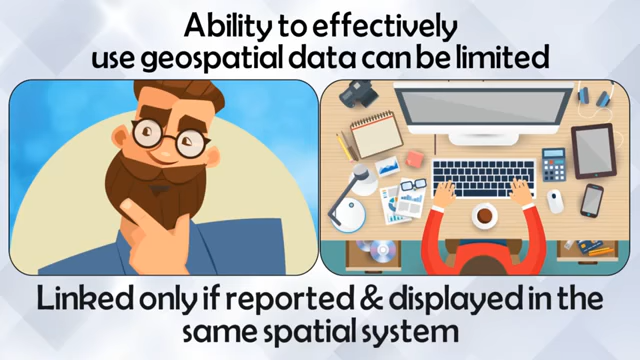 Ability to effectively
use geospatial data can be limited
Linked only if reported & displayed in the
same spatial system